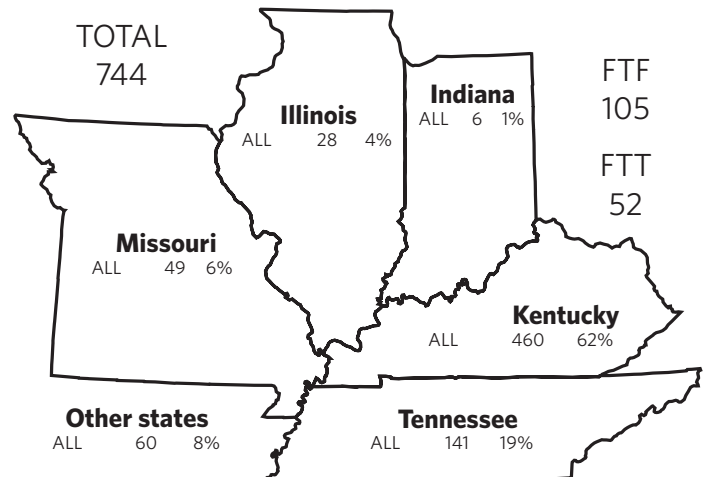 TOTAL
744
FTF
105
FTT
52
Illinois
ALL 28 4%
Indiana
ALL 6 1%
Missouri
ALL 49 6%
Kentucky
ALL 460 62%
Other states
ALL 60 8%
Tennessee
ALL 141 19%